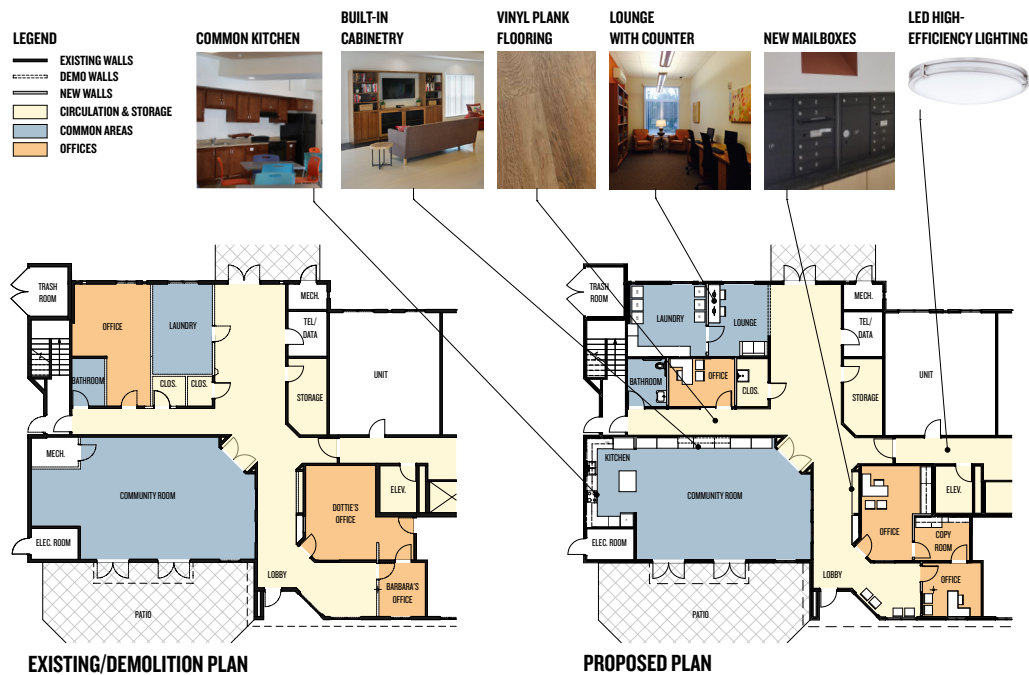 LEGEND
EXISTING WALLS
DEMO WALLS
NEW WALLS
CIRCULATION & STORAGE
COMMON AREAS
OFFICES
COMMON KITCHEN
BUILT-IN
CABINETRY
VINYL PLANK
FLOORING
LOUNGE
WITH COUNTER
NEW MAILBOXES
LED HIGH-
EFFICIENCY LIGHTING
TRASH
ROOM
OFFICE
LAUNDRY
MECH.
TEL/
DATA
UNIT
BATHROOM
CLOS.
CLOS.
STORAGE
MECH.
COMMUNITY ROOM
ELEV.
DOTTIE'S
OFFICE
ELEC. ROOM
LOBBY
BARBARA'S
OFFICE
PATIO
EXISTING/DEMOLITION PLAN
TRASH
ROOM
LAUNDRY
LOUNGE
MECH.
TEL/
DATA
UNIT
BATHROOM
OFFICE
CLOS.
STORAGE
KITCHEN
COMMUNITY ROOM
ELEV.
OFFICE
COPY
ROOM
ELEC. ROOM
LOBBY
OFFICE
PATIO
PROPOSED PLAN